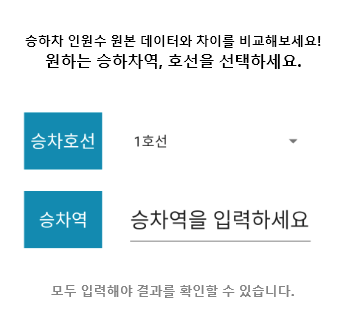 승하차 인원수 원본 데이터와 차이를 비교해보세요!
원하는 승하차역, 호선을 선택하세요.
승차호선 1호선
승차역 승차역을 입력하세요
모두 입력해야 결과를 확인할 수 있습니다.